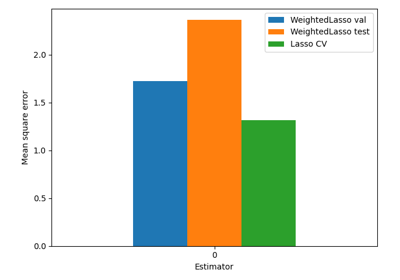 WeightedLasso val
WeightedLasso test
Lasso CV
Mean square error
2.0
1.5
1.0
0.5
0.0
0
Estimator